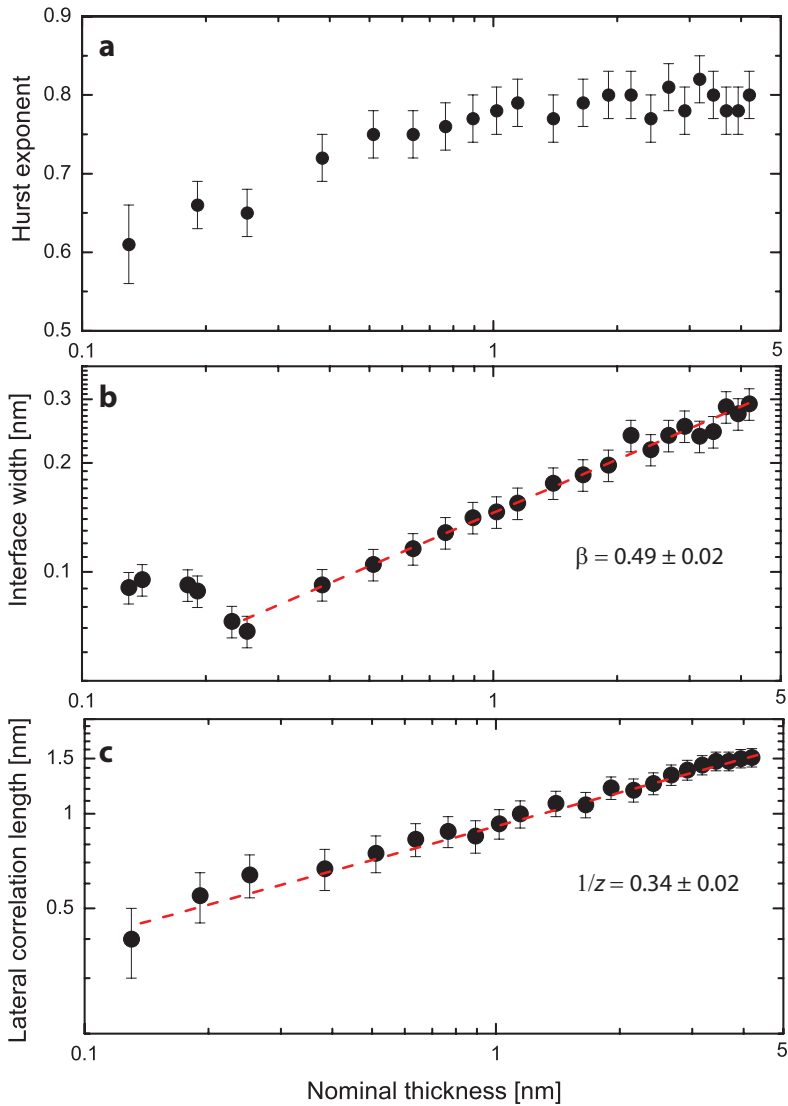 a
Hurst exponent
0.9
0.8
0.7
0.6
0.5
0.1
1
5
b
Interface width [nm]
0.3
0.2
0.1
β = 0.49 ± 0.02
0.1
1
5
c
Lateral correlation length [nm]
1.5
1
0.5
1/z = 0.34 ± 0.02
0.1
1
5
Nominal thickness [nm]